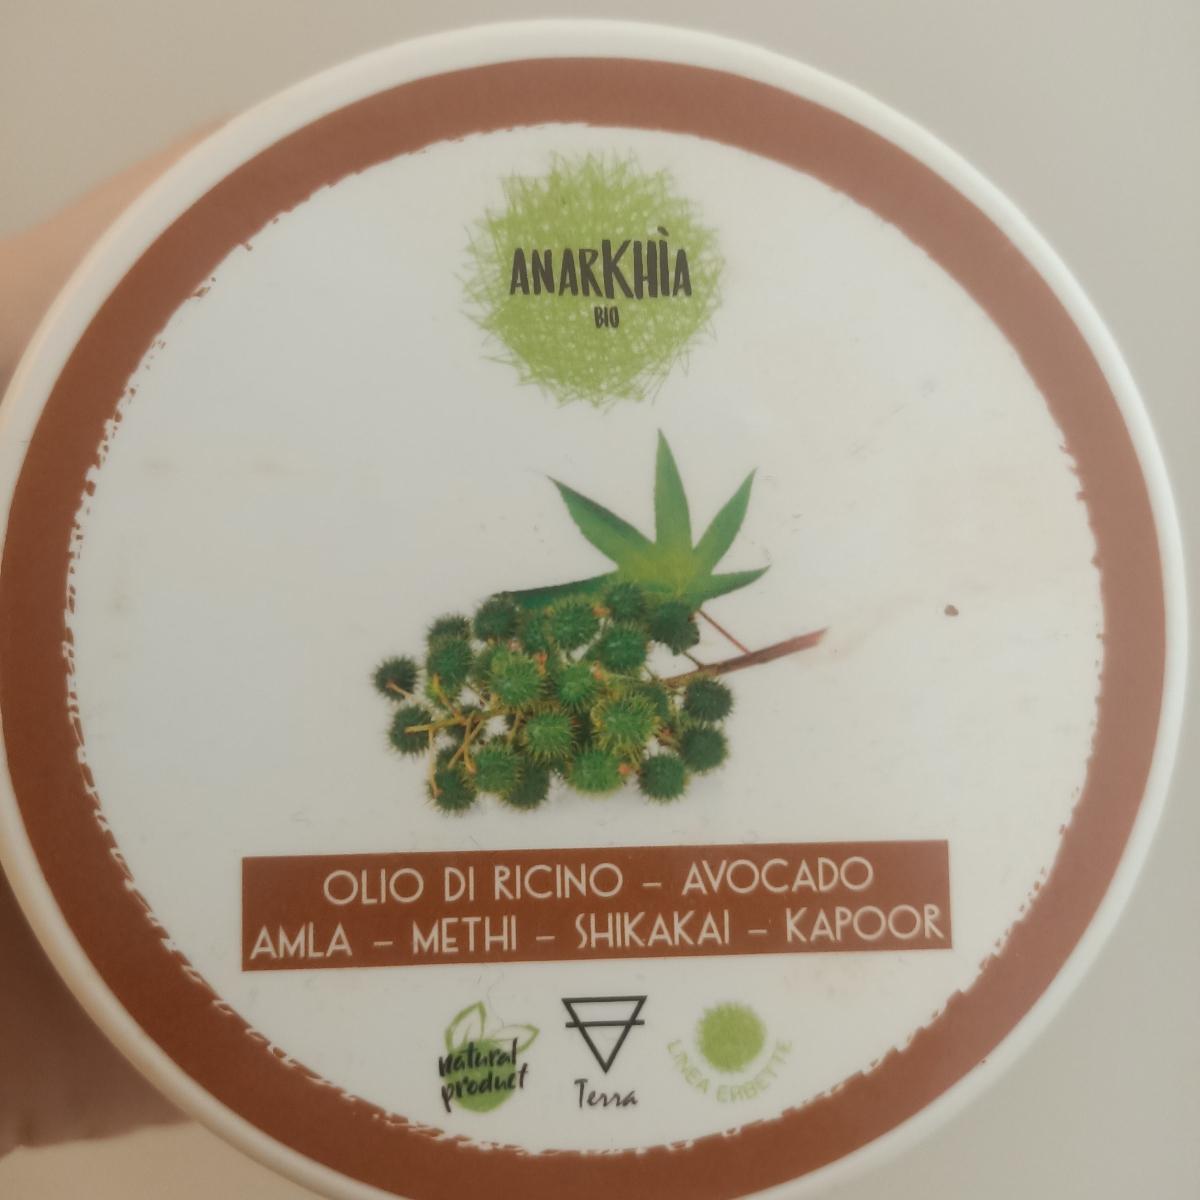 ANARKHÌA
BIO
OLIO DI RICINO – AVOCADO
AMLA – METHI – SHIKAKAI – KAPOOR
natural
product
Terra
LINEA ERBETTE